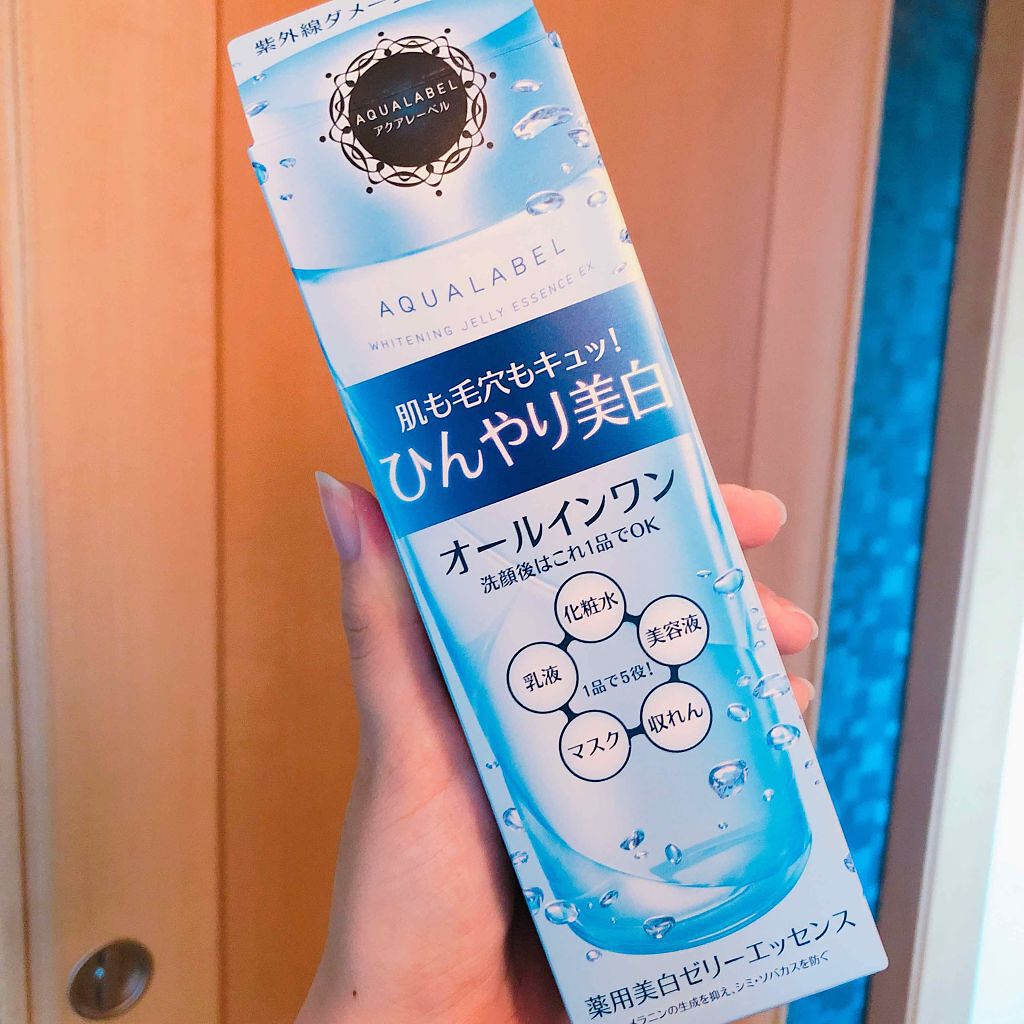 紫外線ダメージ
AQUALABEL
アクアレーベル
AQUALABEL
WHITENING JELLY ESSENCE EX
肌も毛穴もキュッ!
ひんやり美白
オールインワン
洗顔後はこれ1品でOK
化粧水
美容液
乳液
1品で5役!
収れん
マスク
薬用美白ゼリーエッセンス
メラニンの生成を抑え、シミ・ソバカスを防ぐ